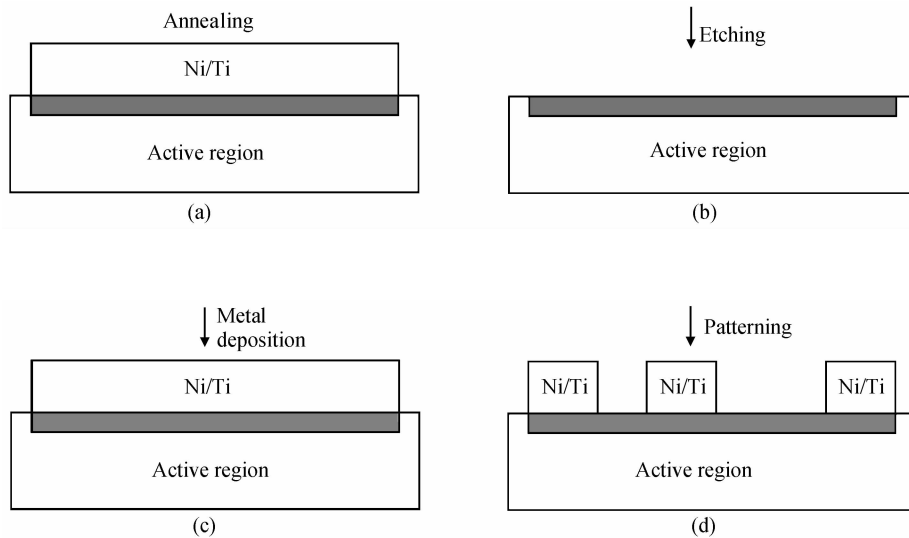 Annealing
Ni/Ti
Active region
(a)
Etching
Active region
(b)
Metal
deposition
Ni/Ti
Active region
(c)
Patterning
Ni/Ti Ni/Ti Ni/Ti
Active region
(d)